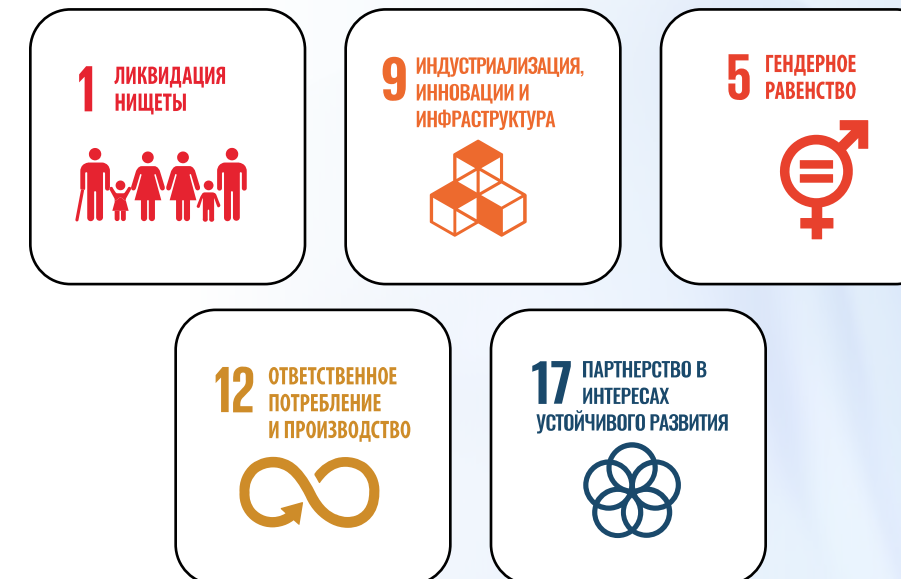 1 ЛИКВИДАЦИЯ
НИЩЕТЫ
9 ИНДУСТРИАЛИЗАЦИЯ,
ИННОВАЦИИ И
ИНФРАСТРУКТУРА
5 ГЕНДЕРНОЕ
РАВЕНСТВО
12 ОТВЕТСТВЕННОЕ
ПОТРЕБЛЕНИЕ
И ПРОИЗВОДСТВО
17 ПАРТНЕРСТВО В
ИНТЕРЕСАХ
УСТОЙЧИВОГО РАЗВИТИЯ